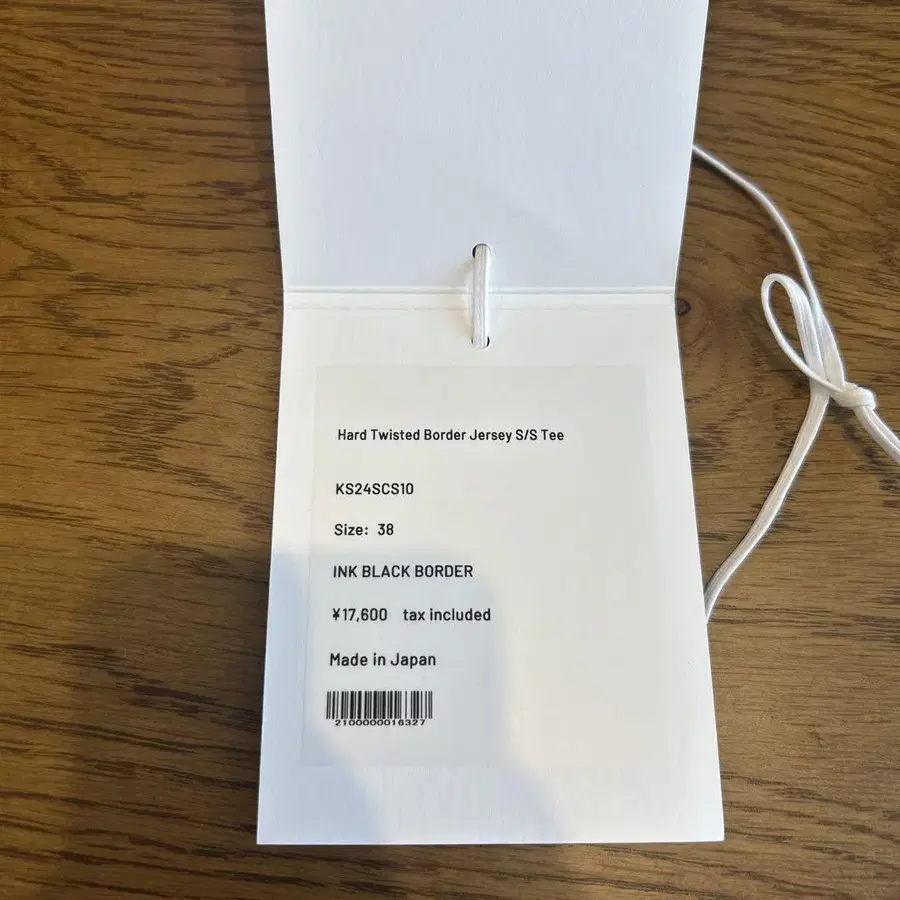 Hard Twisted Border Jersey S/S Tee
KS24SCS10
Size: 38
INK BLACK BORDER
¥17,600 tax included
Made in Japan
2100000016327